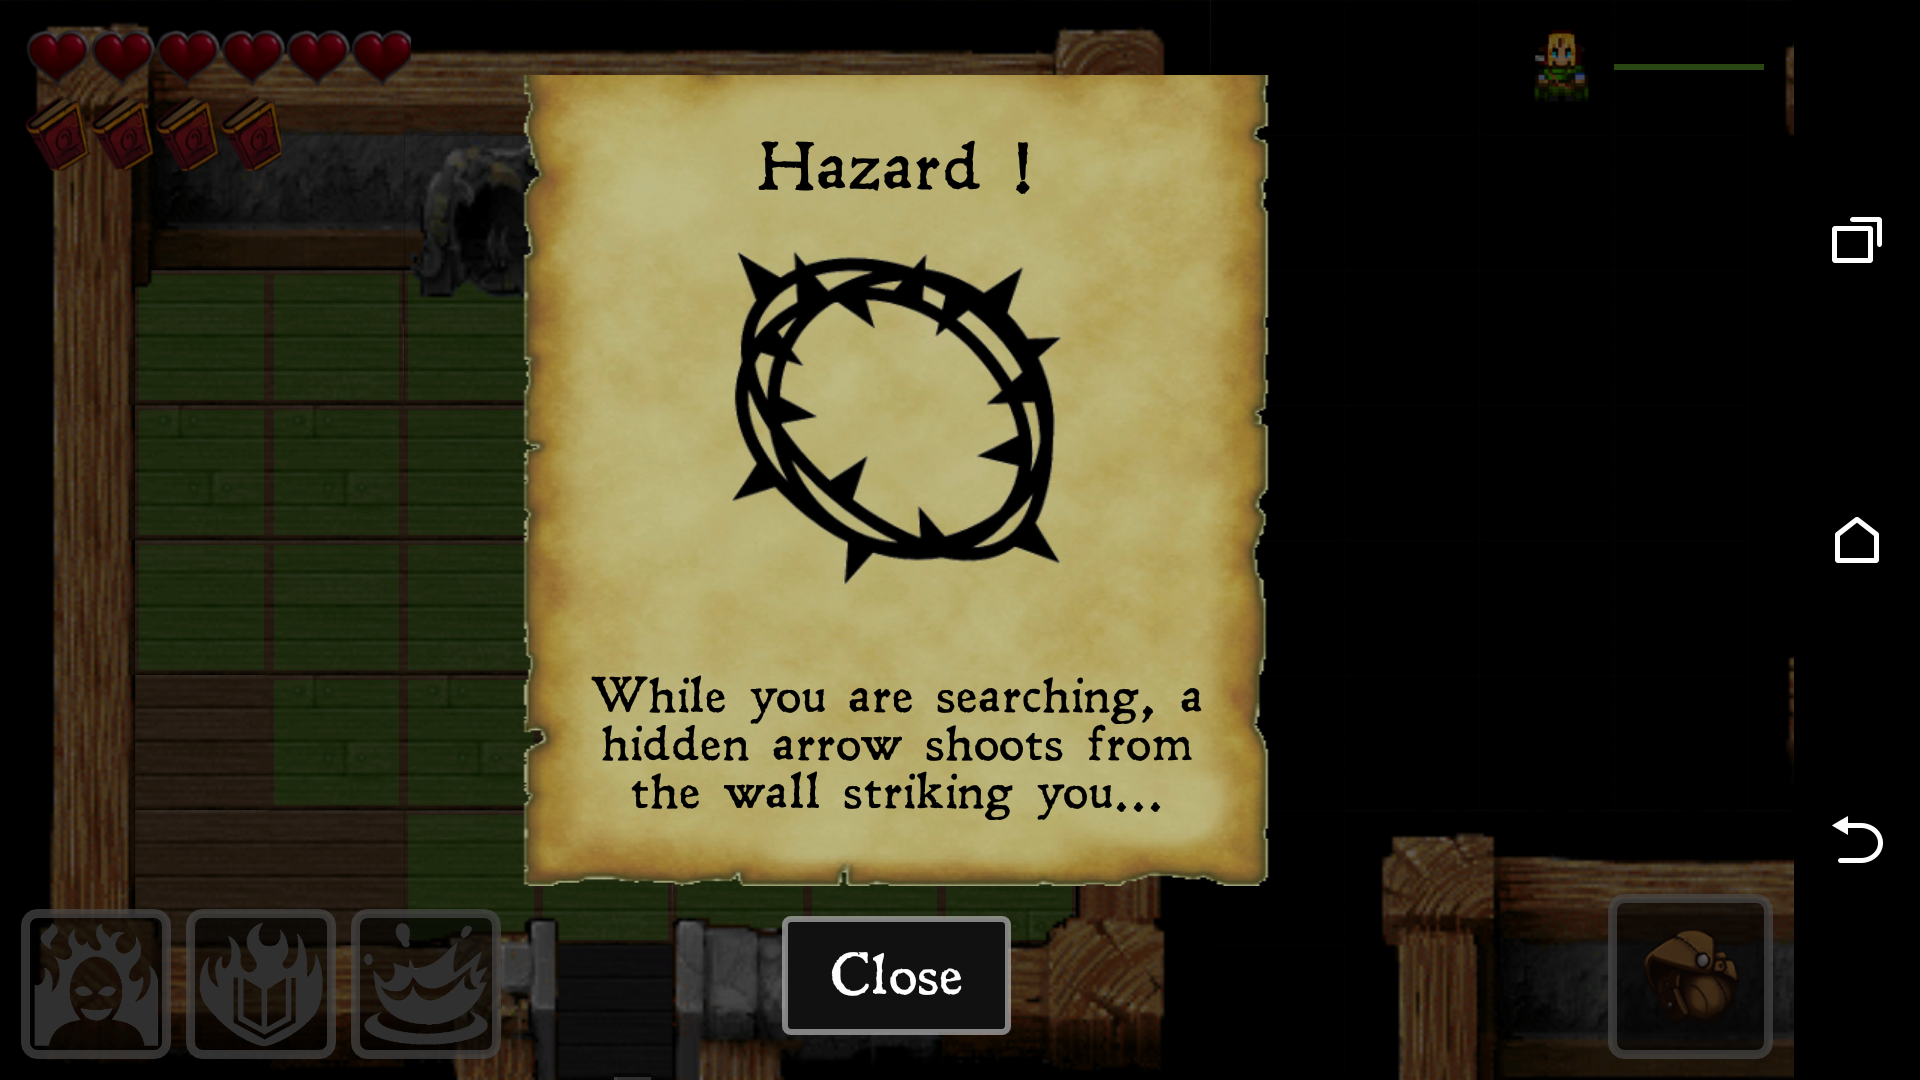 Hazard !
While you are searching, a
hidden arrow shoots from
the wall striking you...
Close